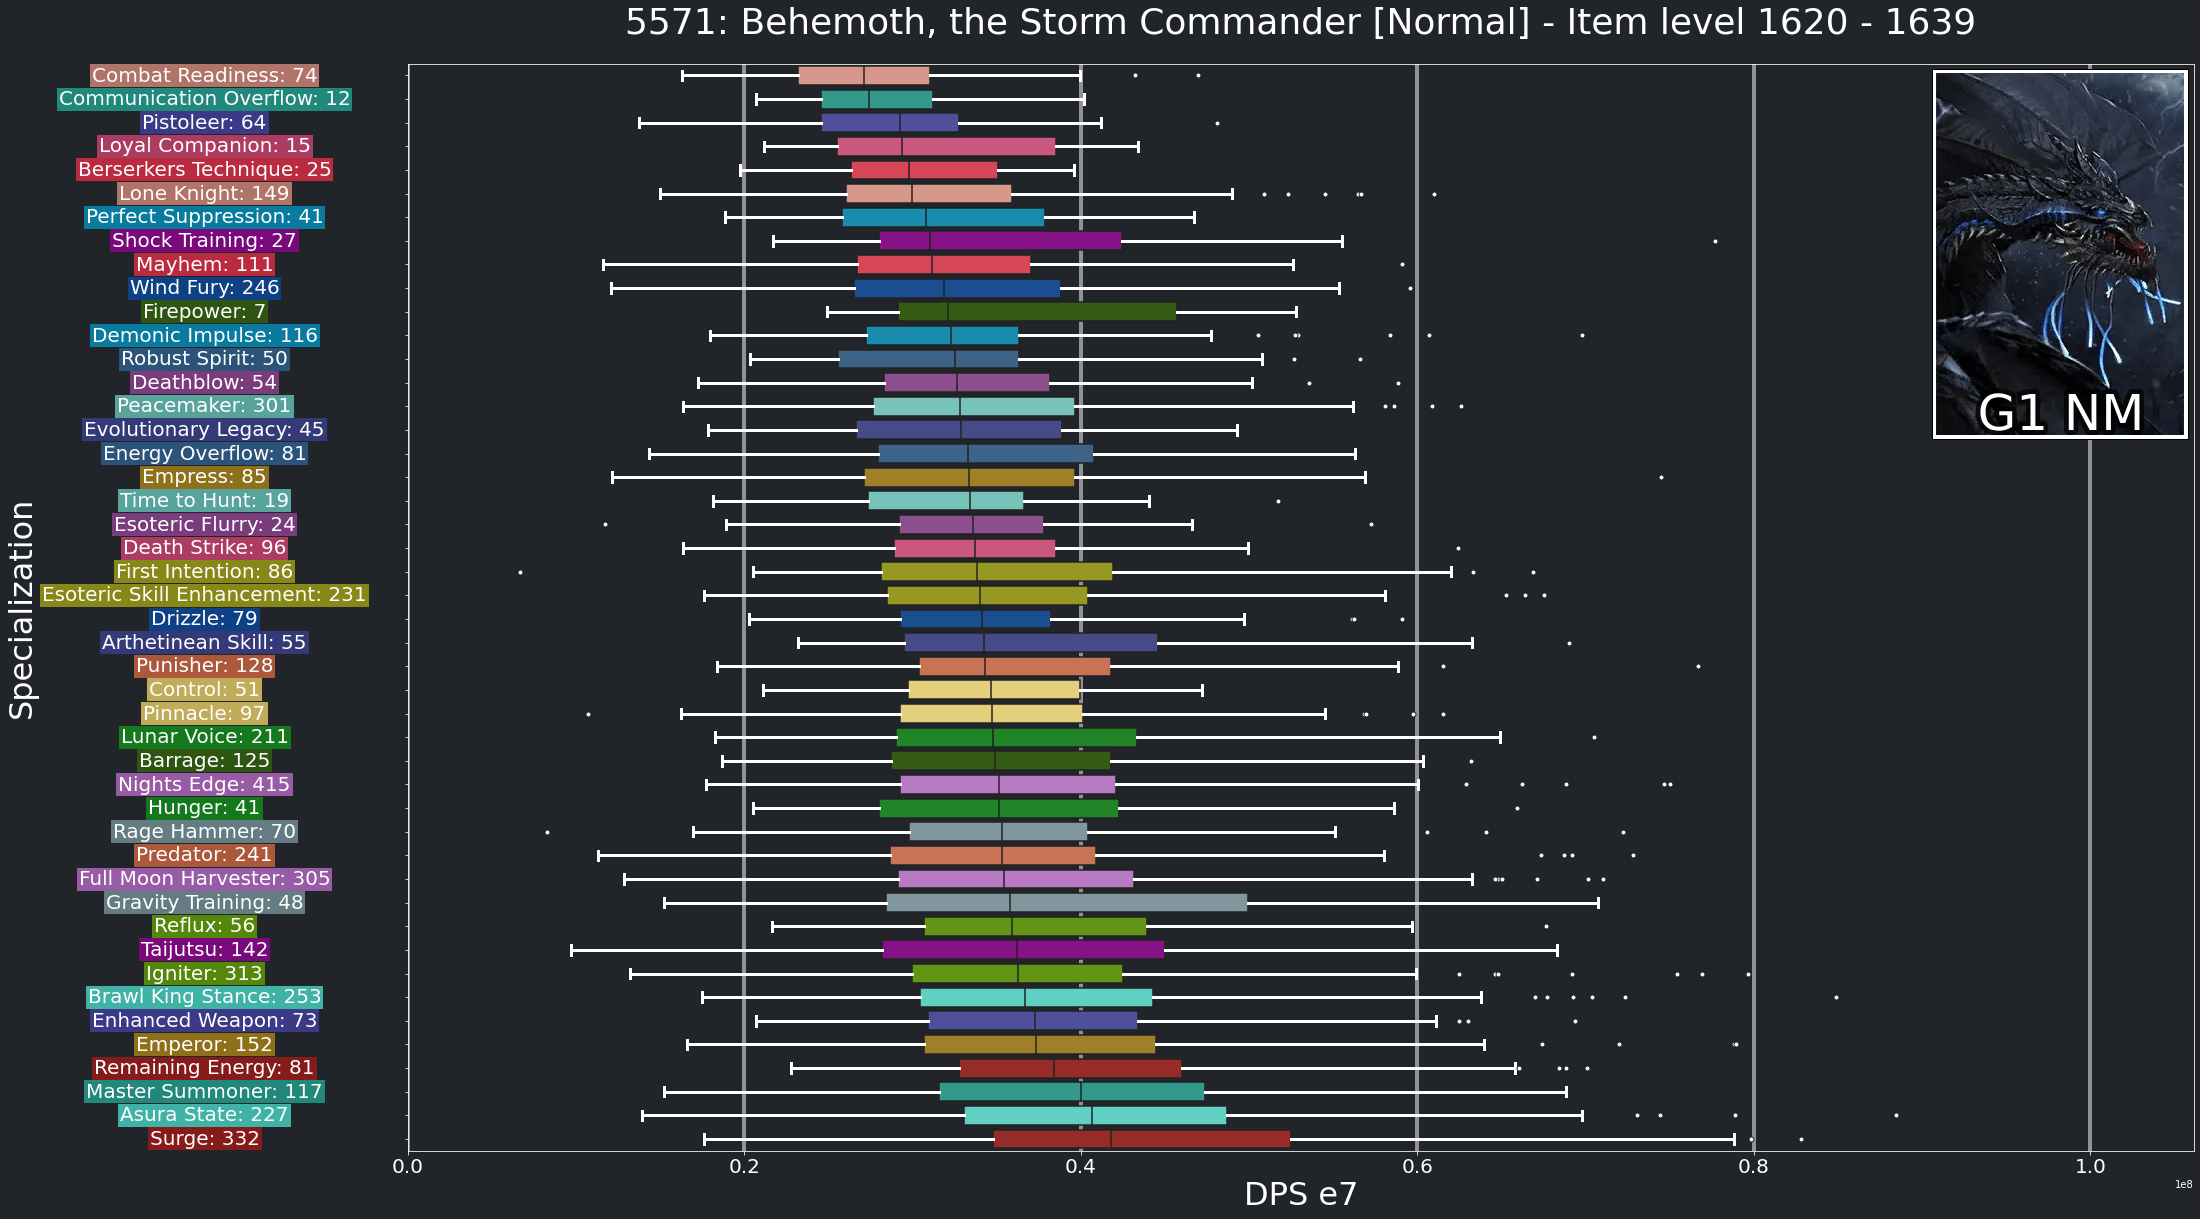 5571: Behemoth, the Storm Commander [Normal] - Item level 1620 - 1639
Combat Readiness: 74
Communication Overflow: 12
Pistoleer: 64
Loyal Companion: 15
Berserkers Technique: 25
Lone Knight: 149
Perfect Suppression: 41
Shock Training: 27
Mayhem: 111
Wind Fury: 246
Firepower: 7
Demonic Impulse: 116
Robust Spirit: 50
Deathblow: 54
Peacemaker: 301
Evolutionary Legacy: 45
Energy Overflow: 81
Empress: 85
Time to Hunt: 19
Esoteric Flurry: 24
Death Strike: 96
First Intention: 86
Esoteric Skill Enhancement: 231
Drizzle: 79
Arthetinean Skill: 55
Punisher: 128
Control: 51
Pinnacle: 97
Lunar Voice: 211
Barrage: 125
Nights Edge: 415
Hunger: 41
Rage Hammer: 70
Predator: 241
Full Moon Harvester: 305
Gravity Training: 48
Reflux: 56
Taijutsu: 142
Igniter: 313
Brawl King Stance: 253
Enhanced Weapon: 73
Emperor: 152
Remaining Energy: 81
Master Summoner: 117
Asura State: 227
Surge: 332
Specialization
G1 NM
0.0 0.2 0.4 0.6 0.8 1.0
1e8
DPS e7